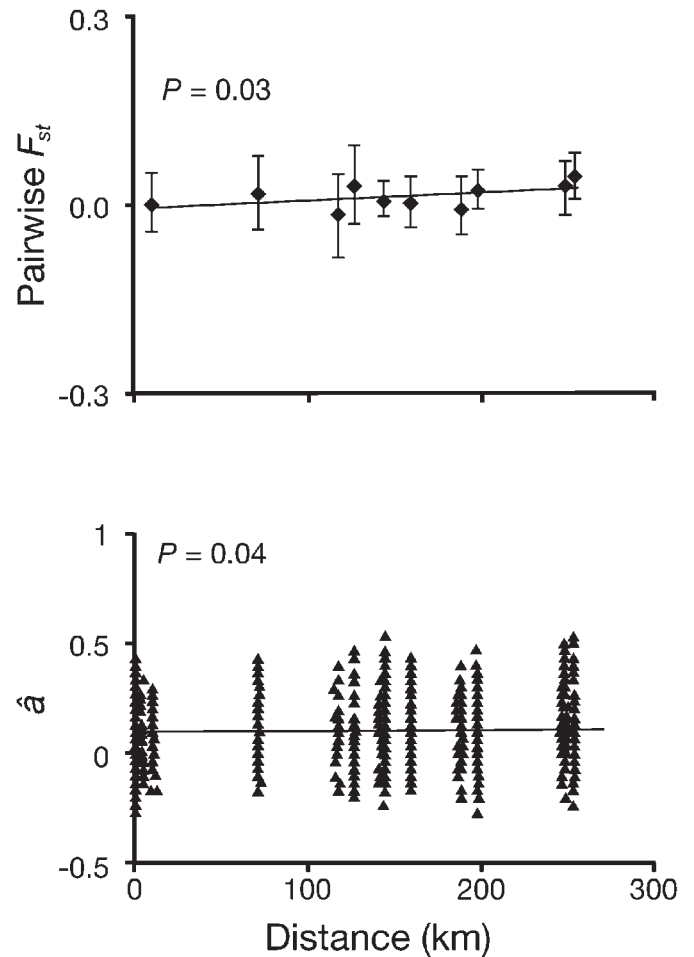 0.3
P = 0.03
Pairwise Fst
0.0
-0.3
1
P = 0.04
0.5
â
0
-0.5
0 100 200 300
Distance (km)